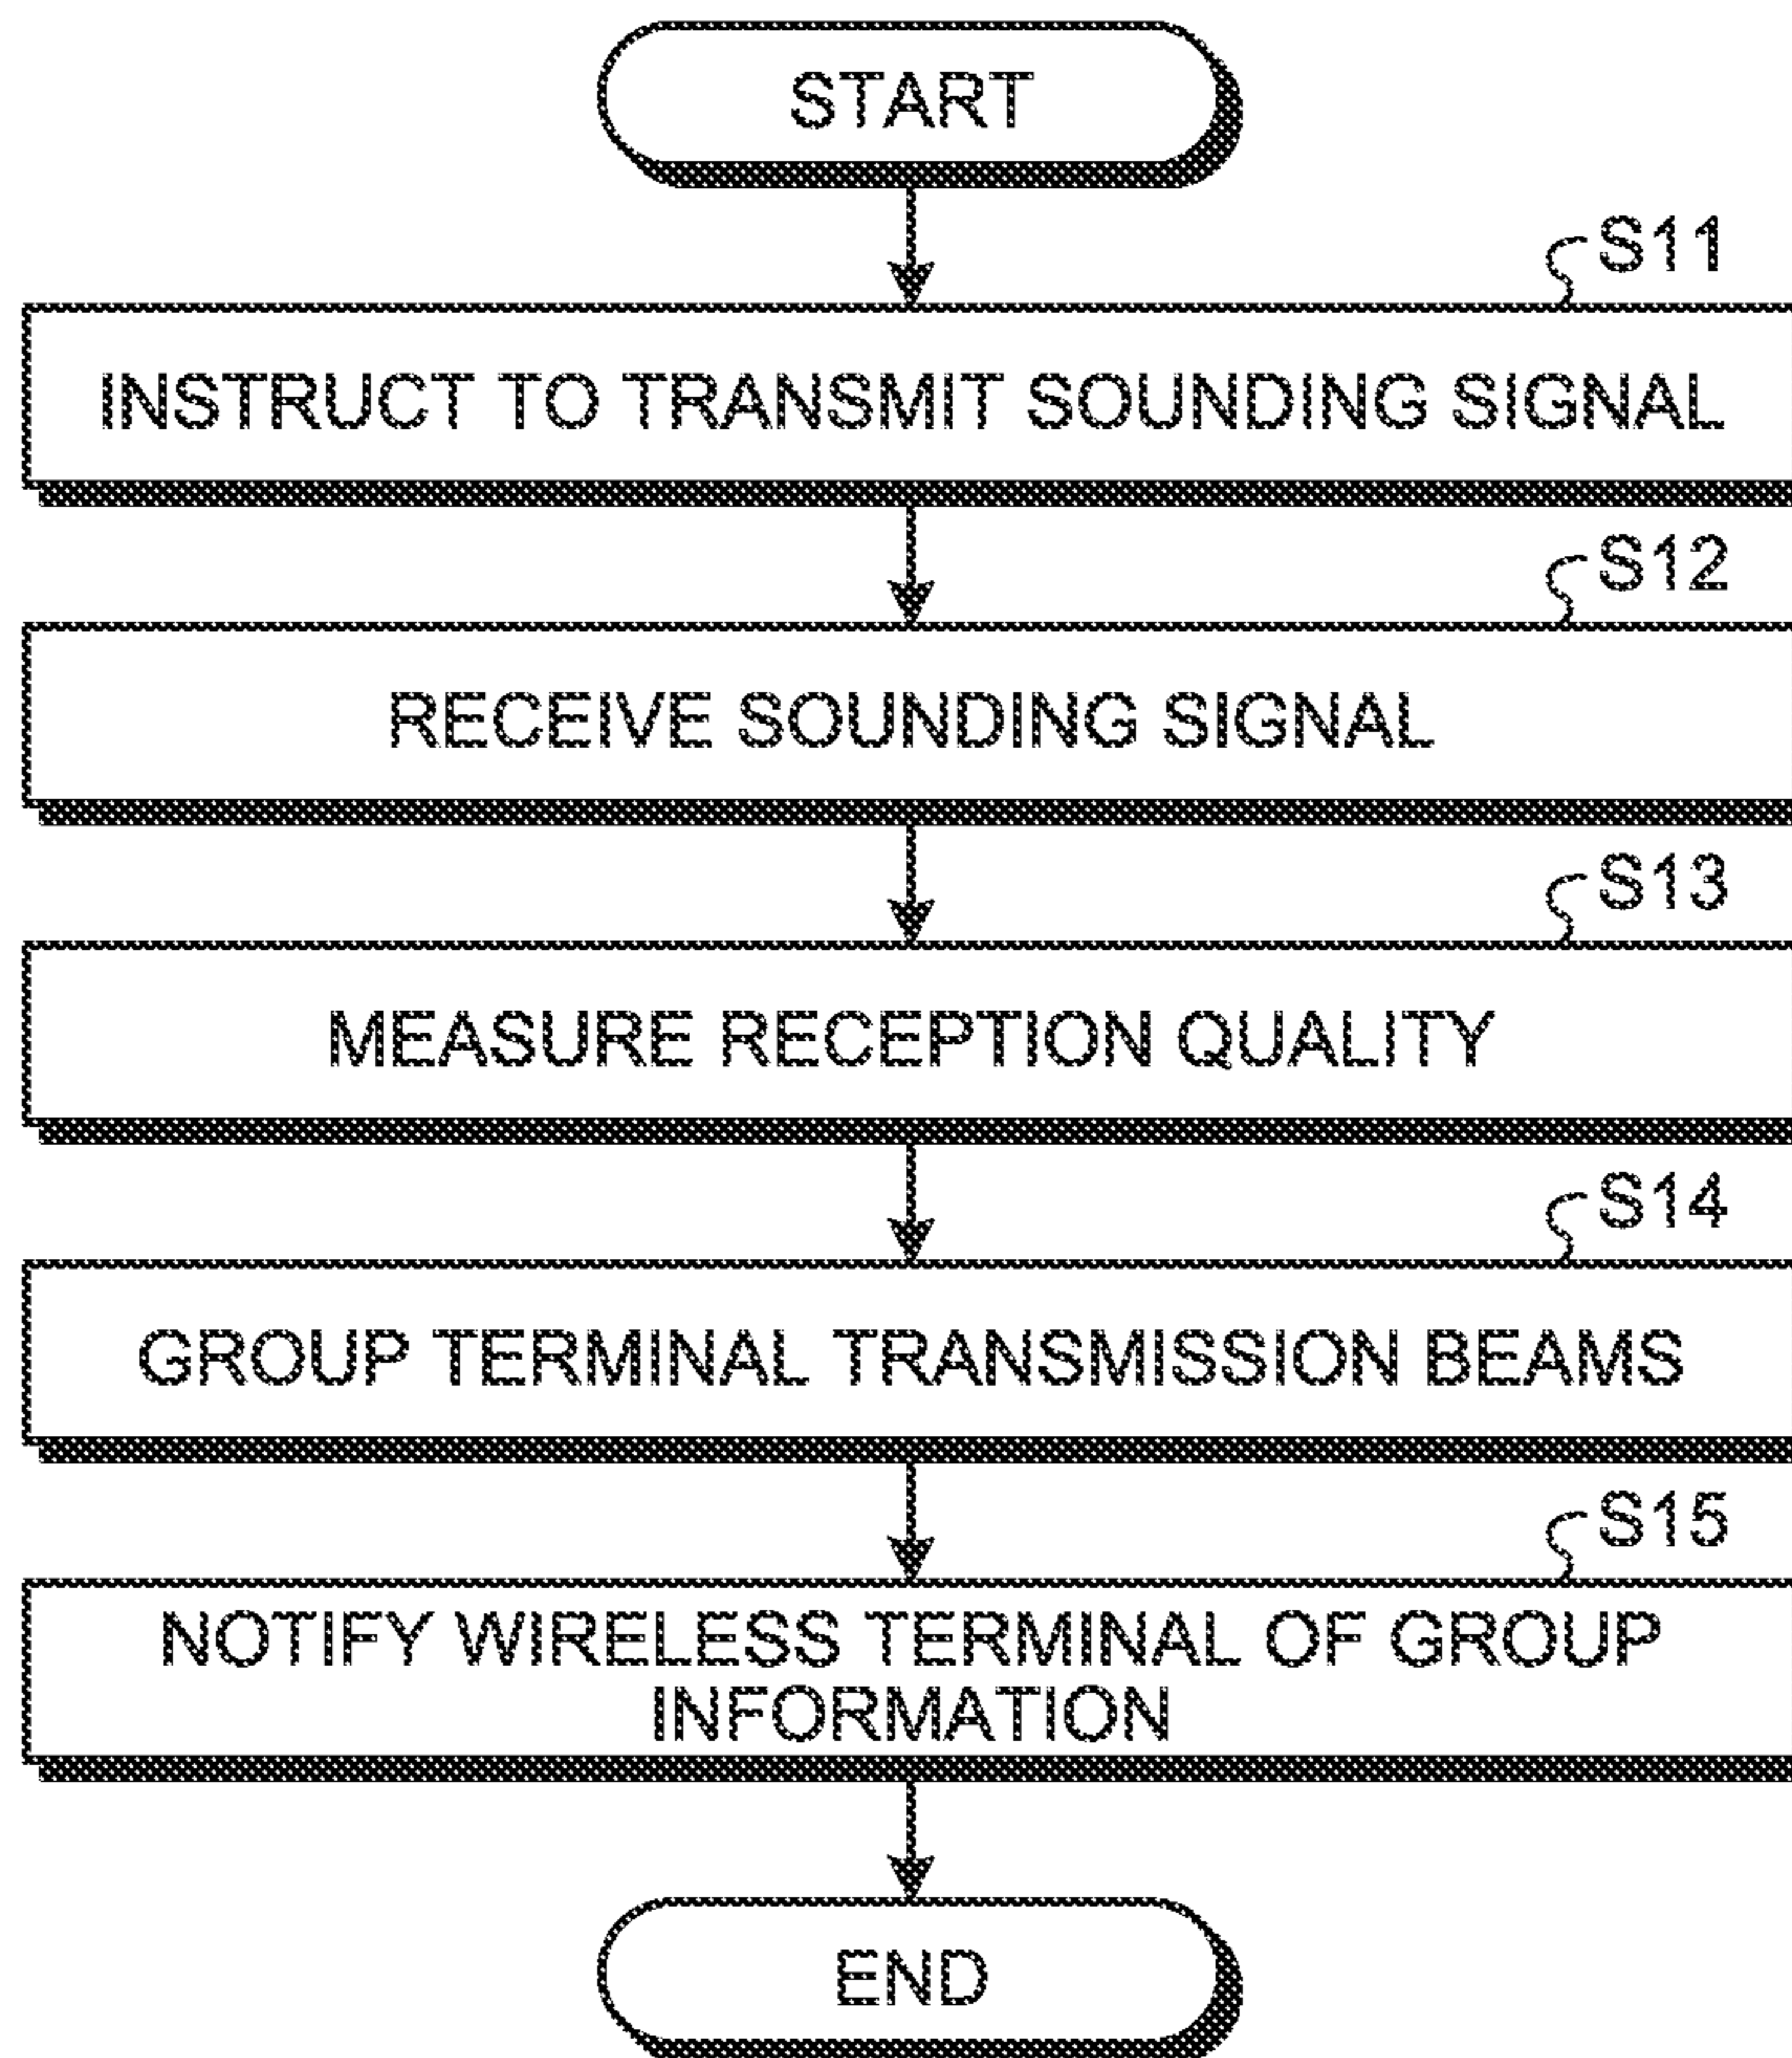 START
S11
INSTRUCT TO TRANSMIT SOUNDING SIGNAL
S12
RECEIVE SOUNDING SIGNAL
S13
MEASURE RECEPTION QUALITY
S14
GROUP TERMINAL TRANSMISSION BEAMS
S15
NOTIFY WIRELESS TERMINAL OF GROUP
INFORMATION
END